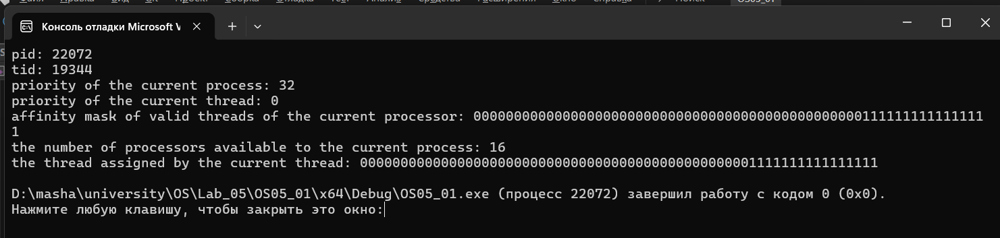 Файл Правка Вид Git Проект Сборка Отладка Тест Анализ Средства Расширения Окно Справка Поиск OS05_01
Консоль отладки Microsoft V
pid: 22072
tid: 19344
priority of the current process: 32
priority of the current thread: 0
affinity mask of valid threads of the current processor: 000000000000000000000000000000000000000000000000111111111111111
1
the number of processors available to the current process: 16
the thread assigned by the current thread: 0000000000000000000000000000000000000000000000001111111111111111
D:\masha\university\OS\Lab_05\OS05_01\x64\Debug\OS05_01.exe (процесс 22072) завершил работу с кодом 0 (0x0).
Нажмите любую клавишу, чтобы закрыть это окно: